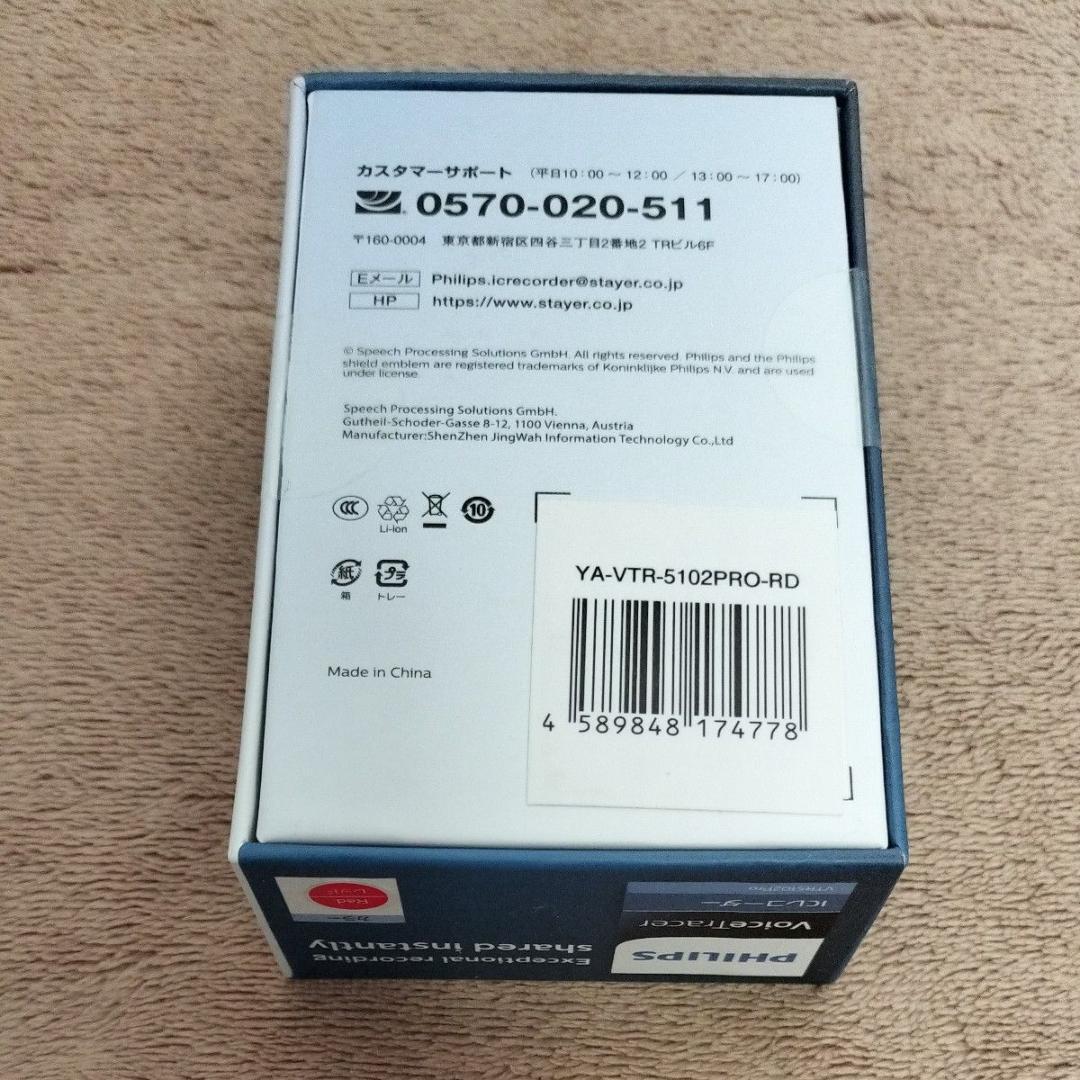 カスタマーサポート （平日10：00 ～ 12：00 ／ 13：00 ～ 17：00）
0570-020-511
〒160-0004 東京都新宿区四谷三丁目2番地2 TRビル6F
Eメール Philips.icrecorder@stayer.co.jp
HP https://www.stayer.co.jp
© Speech Processing Solutions GmbH. All rights reserved. Philips and the Philips
shield emblem are registered trademarks of Koninklijke Philips N.V. and are used
under license.
Speech Processing Solutions GmbH.
Gutheil-Schoder-Gasse 8-12, 1100 Vienna, Austria
Manufacturer:ShenZhen JingWah Information Technology Co.,Ltd
CCC
Li-ion
10
紙
箱
プラ
トレー
Made in China
YA-VTR-5102PRO-RD
4 589848 174778
PHILIPS
VoiceTracer
ICレコーダー
VTR5102Pro
Exceptional recording
shared instantly
カラー
Red
レッド